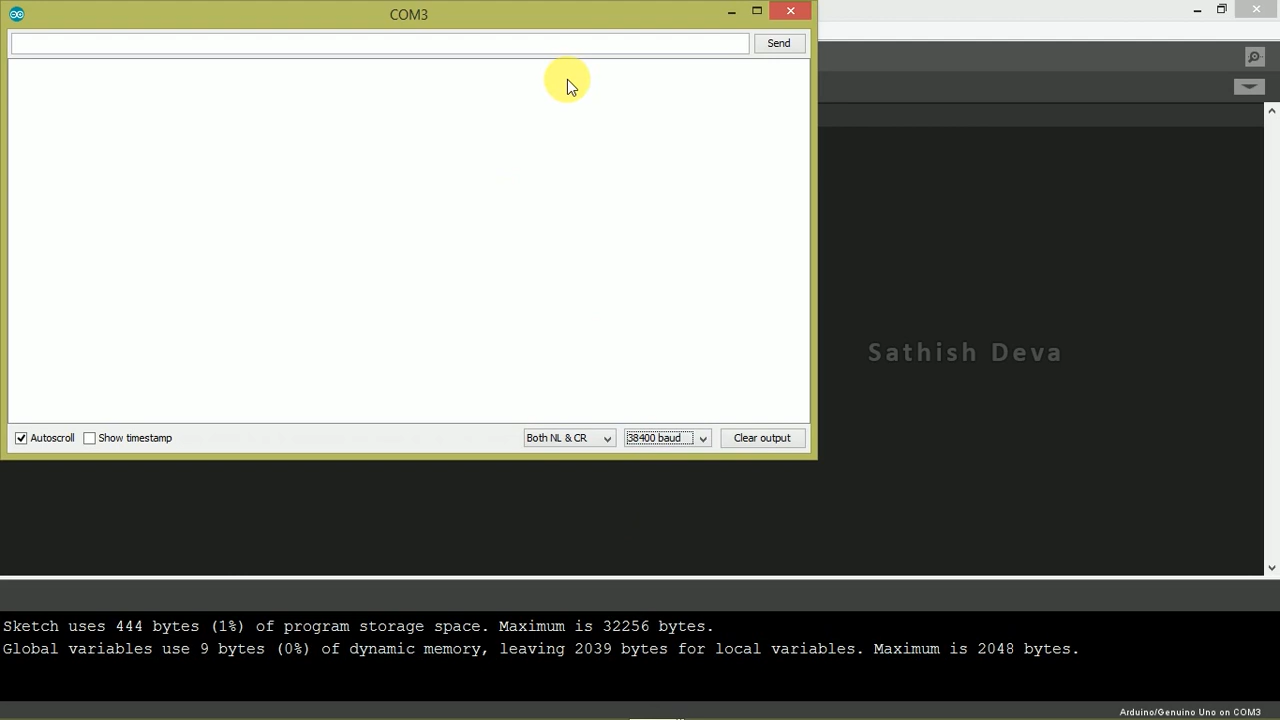 COM3
Send
Sathish Deva
Autoscroll Show timestamp Both NL & CR 38400 baud Clear output
Sketch uses 444 bytes (1%) of program storage space. Maximum is 32256 bytes.
Global variables use 9 bytes (0%) of dynamic memory, leaving 2039 bytes for local variables. Maximum is 2048 bytes.
Arduino/Genuino Uno on COM3